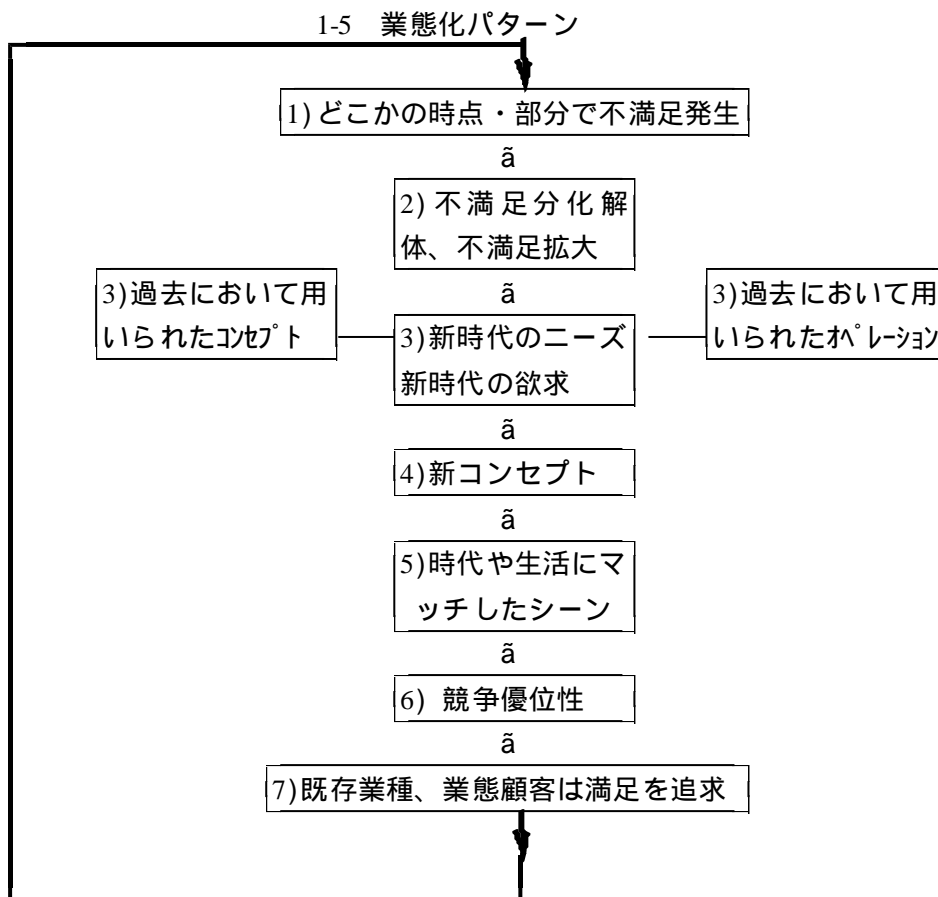 1-5 業態化パターン
1)どこかの時点・部分で不満足発生
ã
2)不満足分化解
体、不満足拡大
ã
3)過去において用
いられたｺﾝｾﾌﾟﾄ
3)新時代のニーズ
新時代の欲求
3)過去において用
いられたｵﾍﾟﾚｰｼｮﾝ
ã
4)新コンセプト
ã
5)時代や生活にマ
ッチしたシーン
ã
6) 競争優位性
ã
7)既存業種、業態顧客は満足を追求